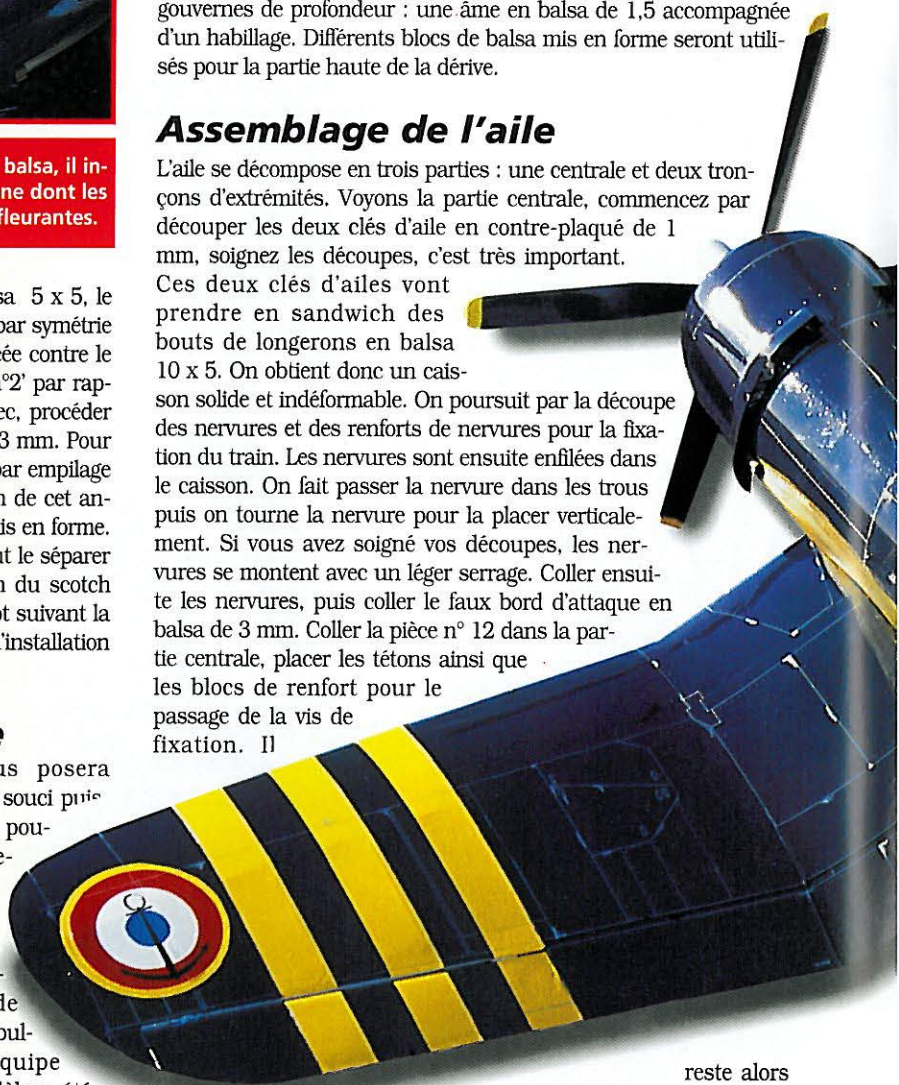 balsa, il in-
ne dont les
fleurantes.
sa 5 x 5, le
par symétrie
cée contre le
n°2' par rap-
ec, procéder
3 mm. Pour
par empilage
n de cet an-
is en forme.
ut le séparer
n du scotch
ot suivant la
l'installation
e
us posera
souci puis
pou-
e-
-
de
oul-
quipe
gouvernes de profondeur : une âme en balsa de 1,5 accompagnée
d'un habillage. Différents blocs de balsa mis en forme seront utili-
sés pour la partie haute de la dérive.
Assemblage de l'aile
L'aile se décompose en trois parties : une centrale et deux tron-
çons d'extrémités. Voyons la partie centrale, commencez par
découper les deux clés d'aile en contre-plaqué de 1
mm, soignez les découpes, c'est très important.
Ces deux clés d'ailes vont
prendre en sandwich des
bouts de longerons en balsa
10 x 5. On obtient donc un cais-
son solide et indéformable. On poursuit par la découpe
des nervures et des renforts de nervures pour la fixa-
tion du train. Les nervures sont ensuite enfilées dans
le caisson. On fait passer la nervure dans les trous
puis on tourne la nervure pour la placer verticale-
ment. Si vous avez soigné vos découpes, les ner-
vures se montent avec un léger serrage. Coller ensui-
te les nervures, puis coller le faux bord d'attaque en
balsa de 3 mm. Coller la pièce n° 12 dans la par-
tie centrale, placer les tétons ainsi que
les blocs de renfort pour le
passage de la vis de
fixation. Il
reste alors